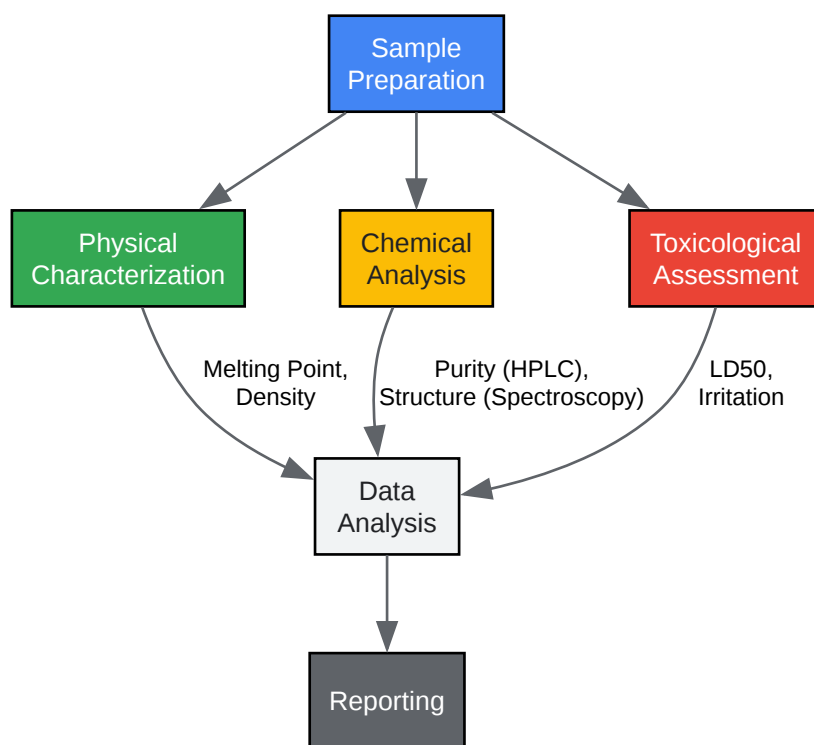 Sample
Preparation
Physical
Characterization
Chemical
Analysis
Toxicological
Assessment
Melting Point,
Density
Purity (HPLC),
Structure (Spectroscopy)
LD50,
Irritation
Data
Analysis
Reporting